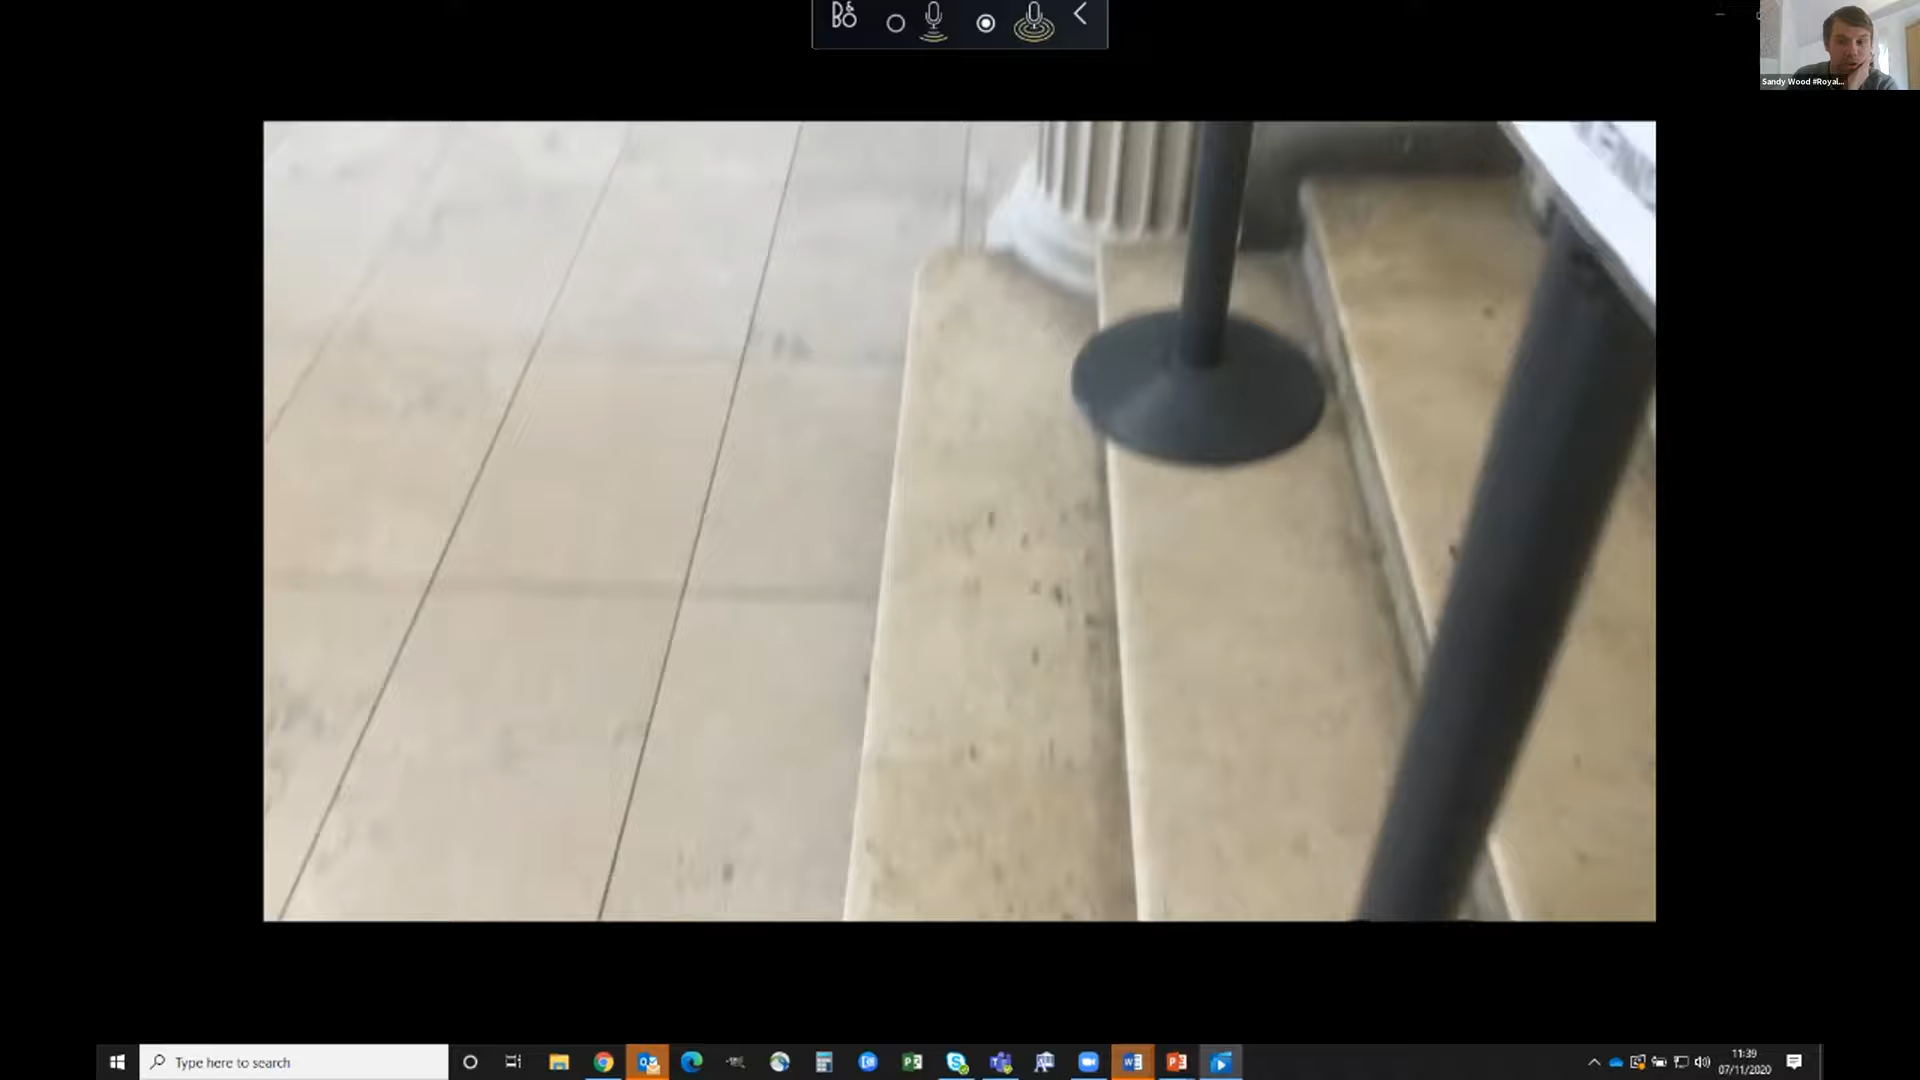 B&O
Sandy Wood #Royal...
Type here to search
11:39
07/11/2020